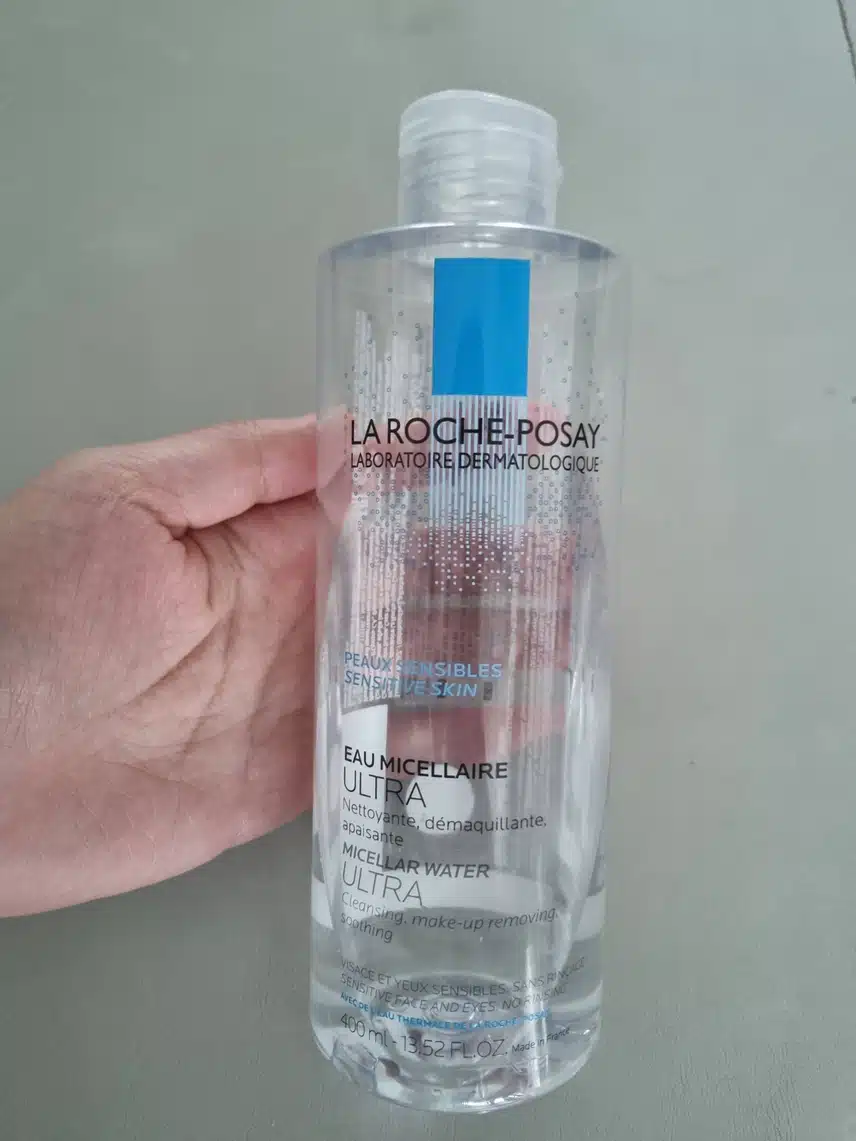 LA ROCHE-POSAY
LABORATOIRE DERMATOLOGIQUE
PEAUX SENSIBLES
SENSITIVE SKIN
EAU MICELLAIRE
ULTRA
Nettoyante, démaquillante,
apaisante
MICELLAR WATER
ULTRA
Cleansing, make-up removing,
soothing
VISAGE ET YEUX SENSIBLES, SANS RINÇAGE
SENSITIVE FACE AND EYES, NO RINSING
AVEC DE L'EAU THERMALE DE LA ROCHE-POSAY
400 ml - 13.52 FL.OZ. Made in France